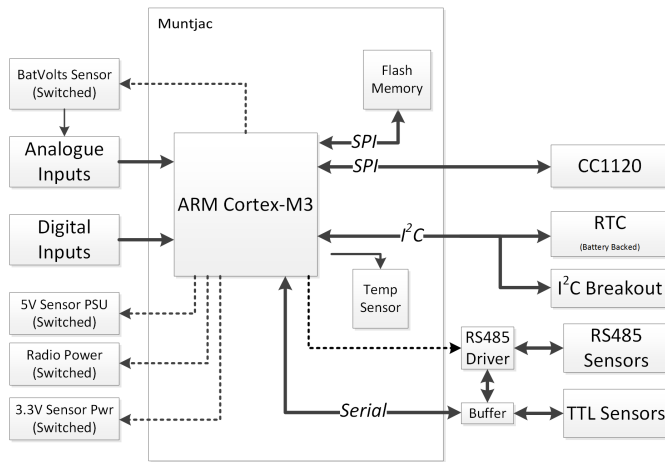 Muntjac
BatVolts Sensor
(Switched)
Flash
Memory
Analogue
Inputs
SPI
SPI
CC1120
ARM Cortex-M3
Digital
Inputs
I²C
RTC
(Battery Backed)
Temp
Sensor
I²C Breakout
5V Sensor PSU
(Switched)
Radio Power
(Switched)
RS485
Driver
RS485
Sensors
3.3V Sensor Pwr
(Switched)
Serial
Buffer
TTL Sensors